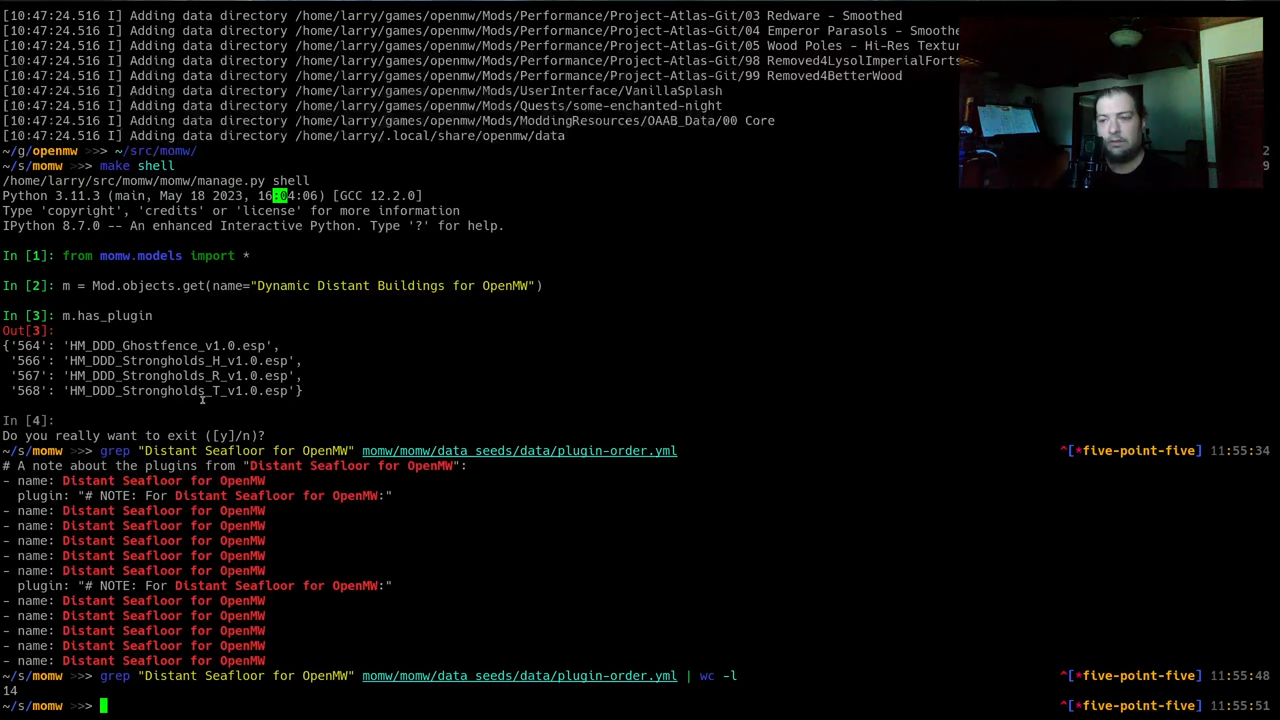 [10:47:24.516 I] Adding data directory /home/larry/games/openmw/Mods/Performance/Project-Atlas-Git/03 Redware - Smoothed
[10:47:24.516 I] Adding data directory /home/larry/games/openmw/Mods/Performance/Project-Atlas-Git/04 Emperor Parasols - Smoothe
[10:47:24.516 I] Adding data directory /home/larry/games/openmw/Mods/Performance/Project-Atlas-Git/05 Wood Poles - Hi-Res Textur
[10:47:24.516 I] Adding data directory /home/larry/games/openmw/Mods/Performance/Project-Atlas-Git/98 Removed4LysolImperialForts
[10:47:24.516 I] Adding data directory /home/larry/games/openmw/Mods/Performance/Project-Atlas-Git/99 Removed4BetterWood
[10:47:24.516 I] Adding data directory /home/larry/games/openmw/Mods/UserInterface/VanillaSplash
[10:47:24.516 I] Adding data directory /home/larry/games/openmw/Mods/Quests/some-enchanted-night
[10:47:24.516 I] Adding data directory /home/larry/games/openmw/Mods/ModdingResources/OAAB_Data/00 Core
[10:47:24.516 I] Adding data directory /home/larry/.local/share/openmw/data
~/g/openmw >>> ~/src/momw/ 2
~/s/momw >>> make shell 9
/home/larry/src/momw/momw/manage.py shell
Python 3.11.3 (main, May 18 2023, 16:04:06) [GCC 12.2.0]
Type 'copyright', 'credits' or 'license' for more information
IPython 8.7.0 -- An enhanced Interactive Python. Type '?' for help.
In [1]: from momw.models import *
In [2]: m = Mod.objects.get(name="Dynamic Distant Buildings for OpenMW")
In [3]: m.has_plugin
Out[3]:
{'564': 'HM_DDD_Ghostfence_v1.0.esp',
'566': 'HM_DDD_Strongholds_H_v1.0.esp',
'567': 'HM_DDD_Strongholds_R_v1.0.esp',
'568': 'HM_DDD_Strongholds_T_v1.0.esp'}
In [4]:
Do you really want to exit ([y]/n)?
~/s/momw >>> grep "Distant Seafloor for OpenMW" momw/momw/data_seeds/data/plugin-order.yml ^[*five-point-five] 11:55:34
# A note about the plugins from "Distant Seafloor for OpenMW":
- name: Distant Seafloor for OpenMW
plugin: "# NOTE: For Distant Seafloor for OpenMW:"
- name: Distant Seafloor for OpenMW
- name: Distant Seafloor for OpenMW
- name: Distant Seafloor for OpenMW
- name: Distant Seafloor for OpenMW
- name: Distant Seafloor for OpenMW
plugin: "# NOTE: For Distant Seafloor for OpenMW:"
- name: Distant Seafloor for OpenMW
- name: Distant Seafloor for OpenMW
- name: Distant Seafloor for OpenMW
- name: Distant Seafloor for OpenMW
- name: Distant Seafloor for OpenMW
~/s/momw >>> grep "Distant Seafloor for OpenMW" momw/momw/data_seeds/data/plugin-order.yml | wc -l ^[*five-point-five] 11:55:48
14
~/s/momw >>> ^[*five-point-five] 11:55:51